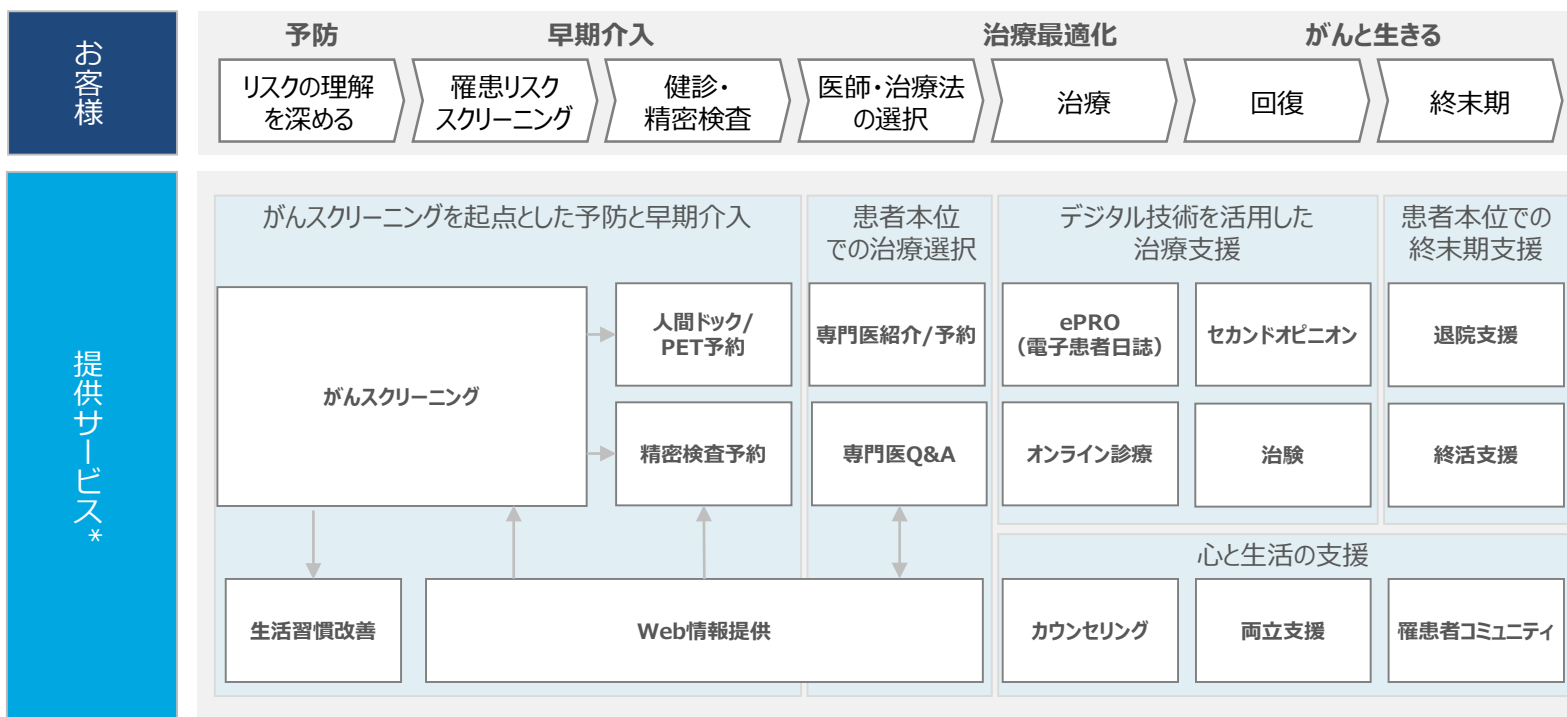 お客様
予防
早期介入
治療最適化
がんと生きる
リスクの理解
を深める
罹患リスク
スクリーニング
健診・
精密検査
医師・治療法
の選択
治療
回復
終末期
提供サービス*
がんスクリーニングを起点とした予防と早期介入
患者本位
での治療選択
デジタル技術を活用した
治療支援
患者本位での
終末期支援
がんスクリーニング
人間ドック/
PET予約
専門医紹介/予約
ePRO
（電子患者日誌）
セカンドオピニオン
退院支援
精密検査予約
専門医Q&A
オンライン診療
治験
終活支援
心と生活の支援
生活習慣改善
Web情報提供
カウンセリング
両立支援
罹患者コミュニティ